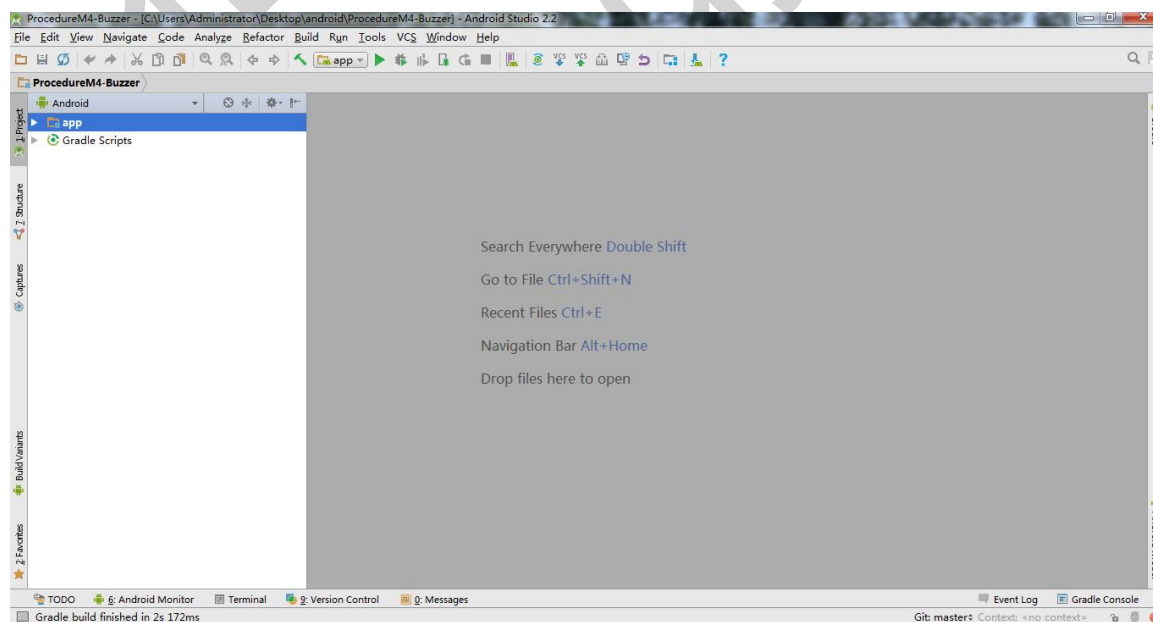 ProcedureM4-Buzzer - [C:\Users\Administrator\Desktop\android\ProcedureM4-Buzzer] - Android Studio 2.2
File Edit View Navigate Code Analyze Refactor Build Run Tools VCS Window Help
app
VCS VCS
ProcedureM4-Buzzer
Android
1: Project
app
Gradle Scripts
7: Structure
Captures
Build Variants
2: Favorites
Search Everywhere Double Shift
Go to File Ctrl+Shift+N
Recent Files Ctrl+E
Navigation Bar Alt+Home
Drop files here to open
TODO 6: Android Monitor Terminal 9: Version Control 0: Messages Event Log Gradle Console
Gradle build finished in 2s 172ms Git: master Context: <no context>